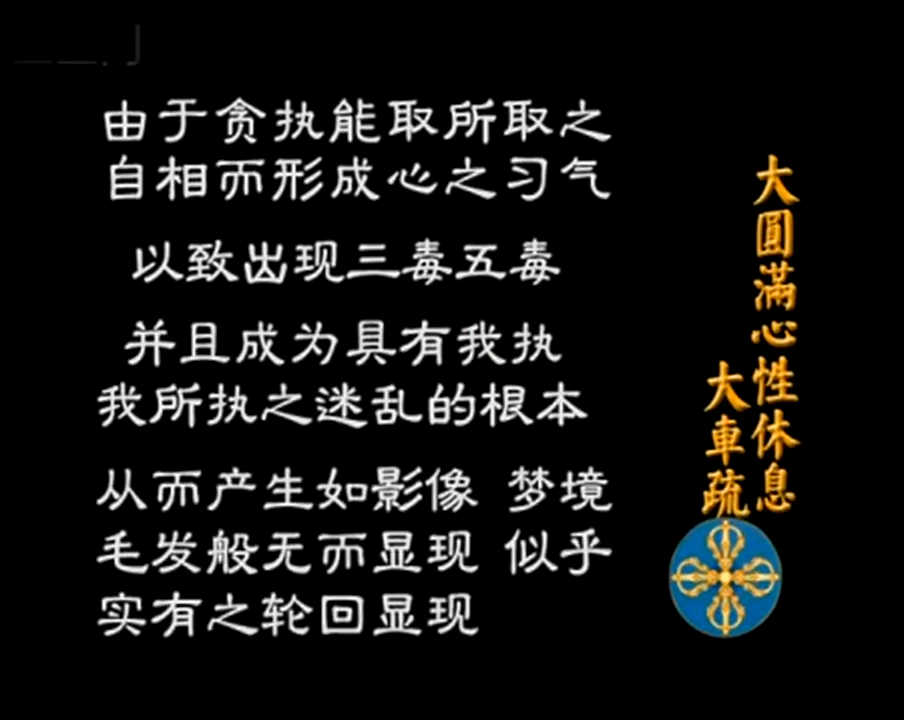 由于贪执能取所取之
自相而形成心之习气
以致出现三毒五毒
并且成为具有我执
我所执之迷乱的根本
从而产生如影像 梦境
毛发般无而显现 似乎
实有之轮回显现
大圓滿心性休息
大車疏